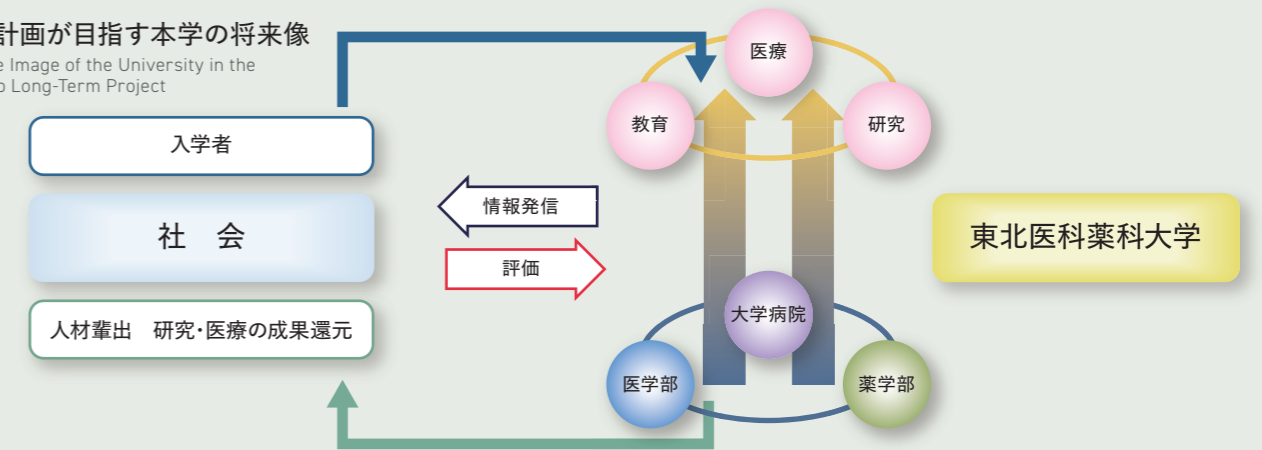 計画が目指す本学の将来像
e Image of the University in the
Long-Term Project
入学者
社 会
人材輩出 研究・医療の成果還元
情報発信
評価
医療
教育
研究
大学病院
医学部
薬学部
東北医科薬科大学